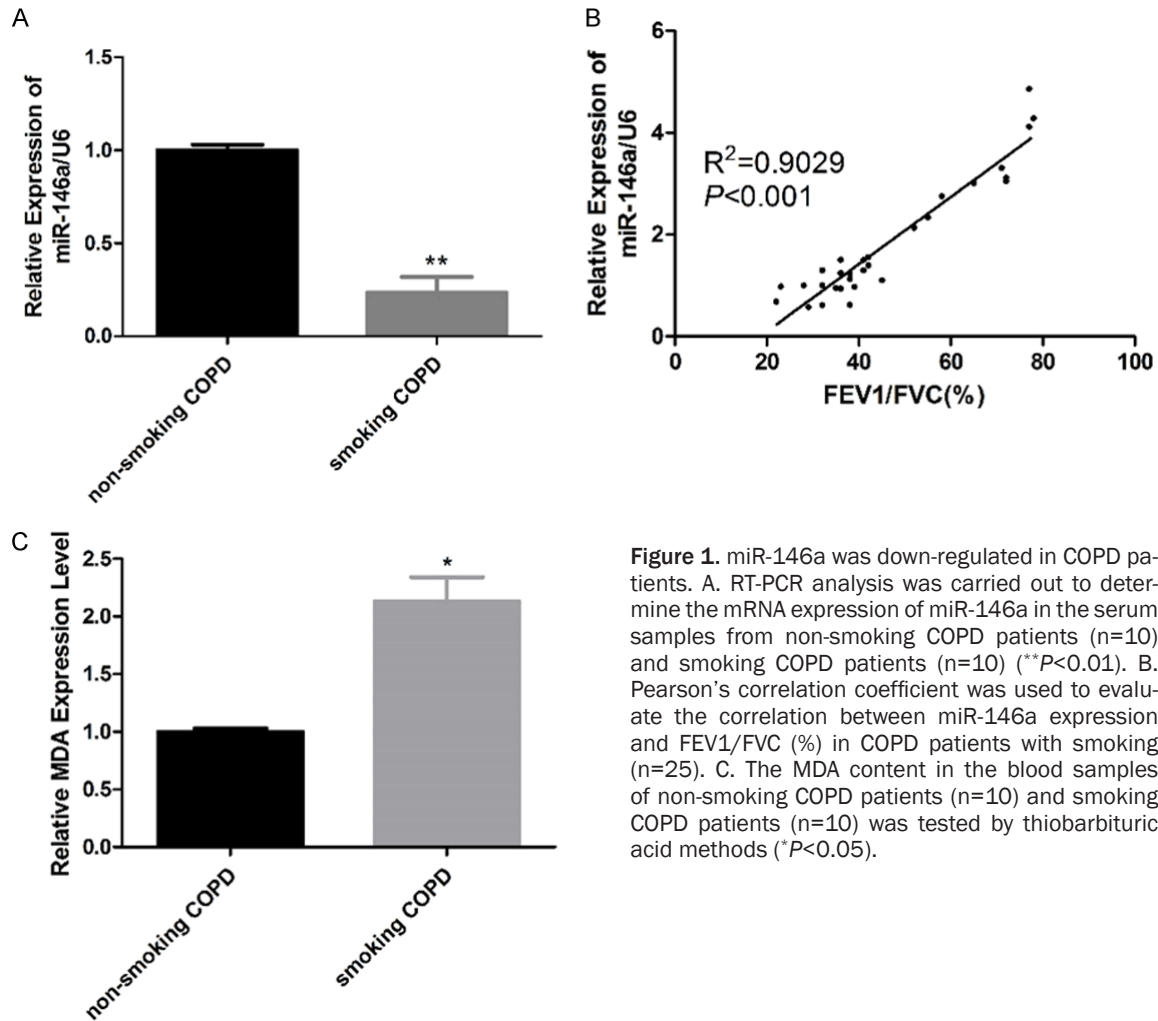 A
Relative Expression of
miR-146a/U6
1.5
1.0
0.5
0.0
**
non-smoking COPD
smoking COPD
B
Relative Expression of
miR-146a/U6
6
4
2
0
R²=0.9029
P<0.001
0
20
40
60
80
100
FEV1/FVC(%)
C
Relative MDA Expression Level
2.5
2.0
1.5
1.0
0.5
0.0
*
non-smoking COPD
smoking COPD
Figure 1. miR-146a was down-regulated in COPD pa-
tients. A. RT-PCR analysis was carried out to deter-
mine the mRNA expression of miR-146a in the serum
samples from non-smoking COPD patients (n=10)
and smoking COPD patients (n=10) (**P<0.01). B.
Pearson's correlation coefficient was used to evalu-
ate the correlation between miR-146a expression
and FEV1/FVC (%) in COPD patients with smoking
(n=25). C. The MDA content in the blood samples
of non-smoking COPD patients (n=10) and smoking
COPD patients (n=10) was tested by thiobarbituric
acid methods (*P<0.05).